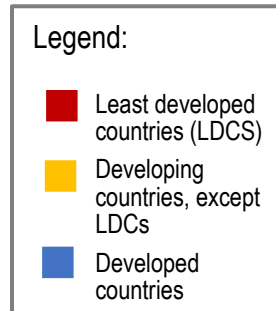 Legend:
Least developed
countries (LDCS)
Developing
countries, except
LDCs
Developed
countries